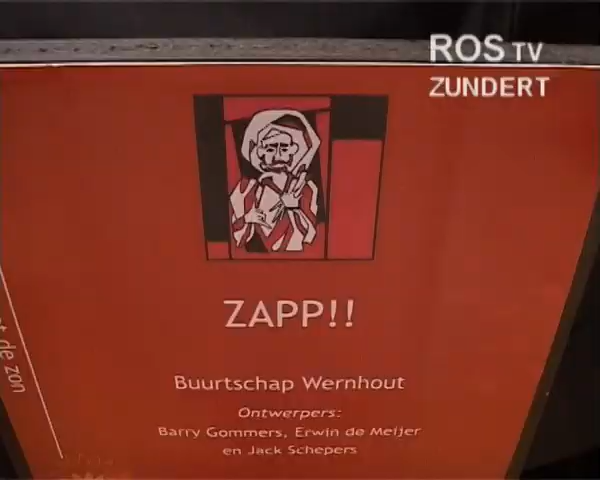 ROS TV
ZUNDERT
ZAPP!!
Buurtschap Wernhout
Ontwerpers:
Barry Gommers, Erwin de Meijer
en Jack Schepers
de zon